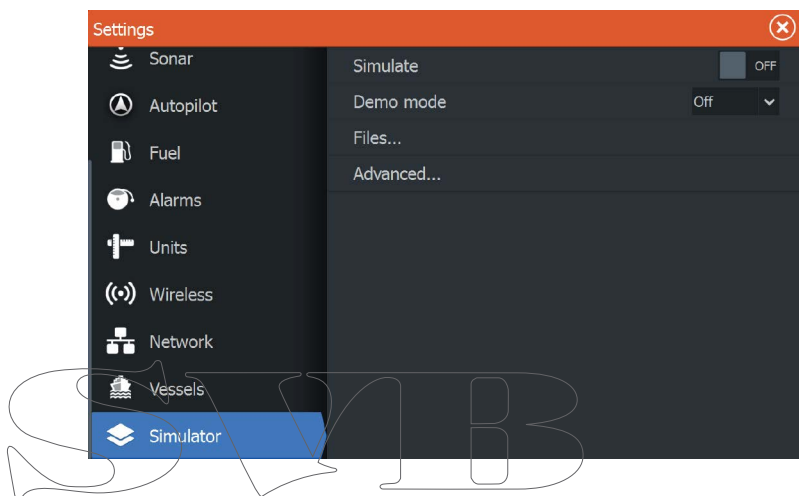 Settings
Sonar
Autopilot
Fuel
Alarms
Units
Wireless
Network
Vessels
Simulator
Simulate OFF
Demo mode Off
Files...
Advanced...
SVB